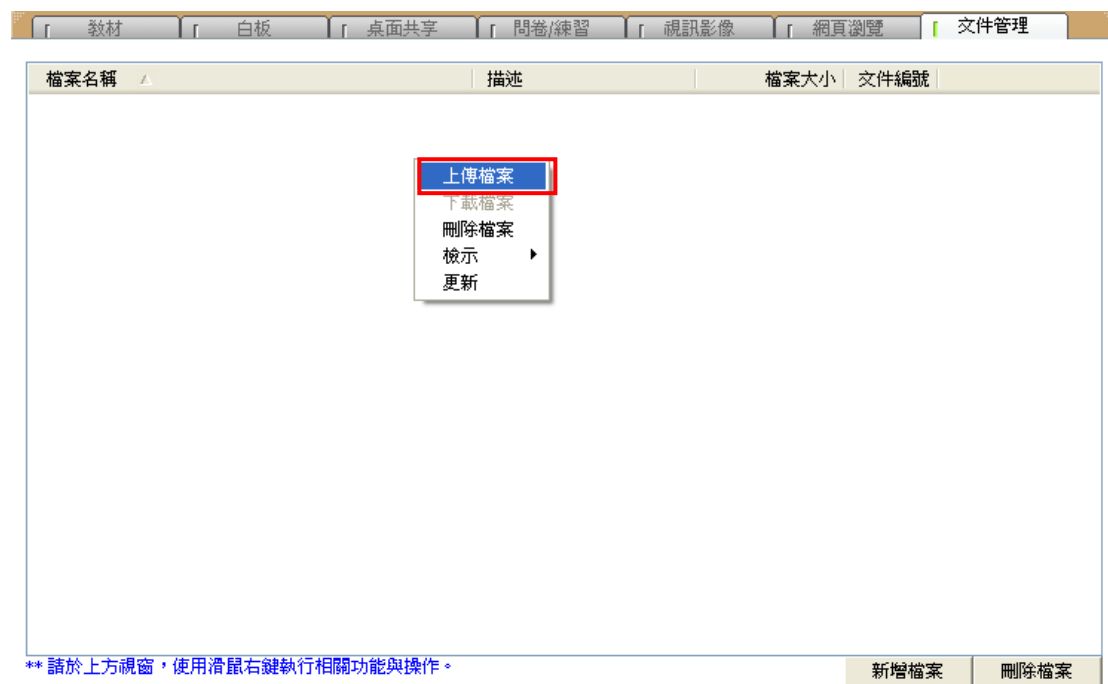 教材 白板 桌面共享 問卷/練習 視訊影像 網頁瀏覽 文件管理
檔案名稱 描述 檔案大小 文件編號
上傳檔案
下載檔案
刪除檔案
檢示
更新
** 請於上方視窗，使用滑鼠右鍵執行相關功能與操作。
新增檔案 刪除檔案